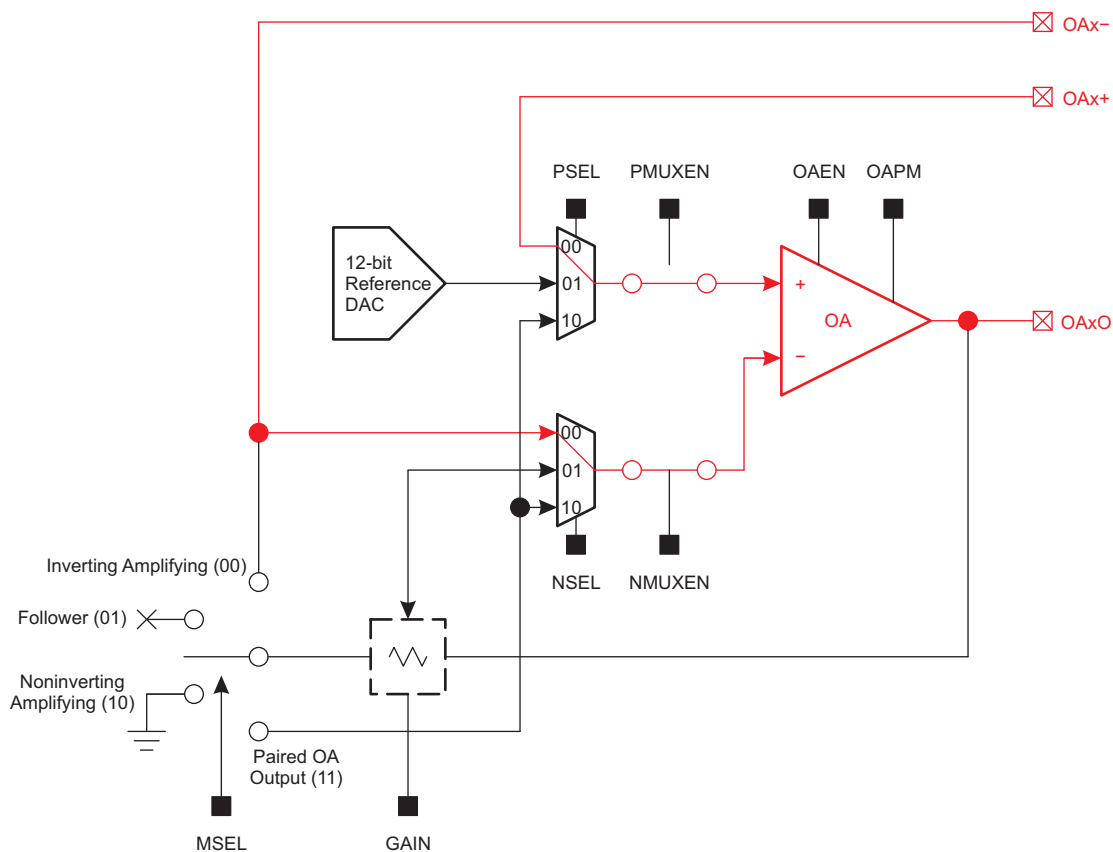 OAx−
OAx+
PSEL
PMUXEN
OAEN
OAPM
00
12-bit
Reference
DAC
01
+
10
OA
OAxO
−
00
01
10
Inverting Amplifying (00)
NSEL
NMUXEN
Follower (01)
Noninverting
Amplifying (10)
Paired OA
Output (11)
MSEL
GAIN